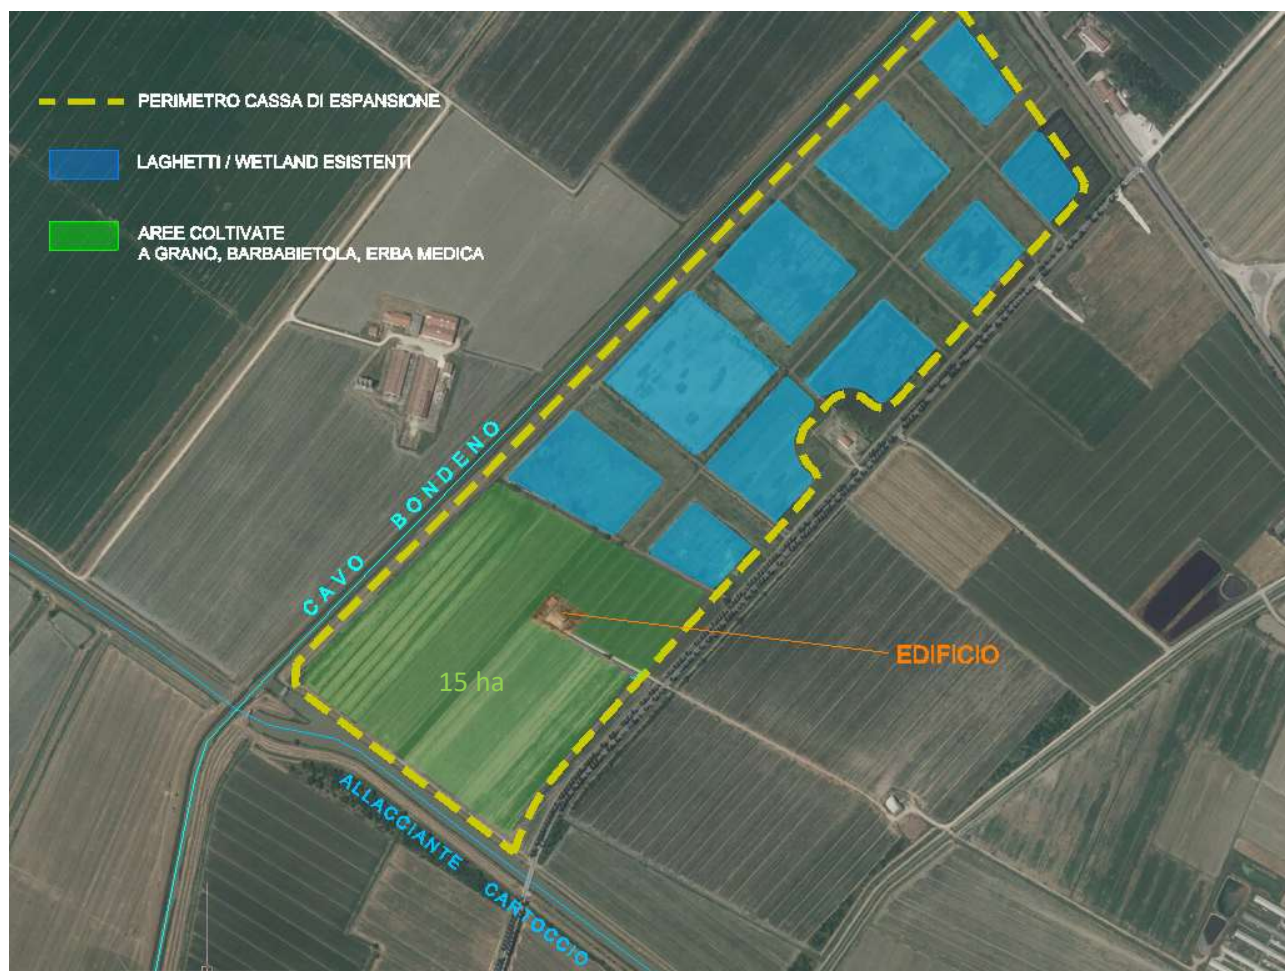 PERIMETRO CASSA DI ESPANSIONE
LAGHETTI / WETLAND ESISTENTI
AREE COLTIVATE
A GRANO, BARBABIETOLA, ERBA MEDICA
CAVO BONDENO
EDIFICIO
15 ha
ALLACCIANTE CARTOCCIO